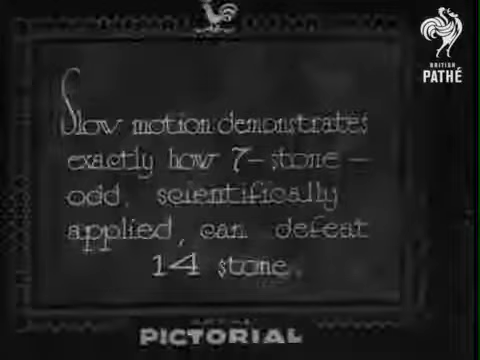 BRITISH
PATHÉ
Slow motion demonstrates
exactly how 7-stone-
odd, scientifically
applied, can defeat
14 stone.
PICTORIAL